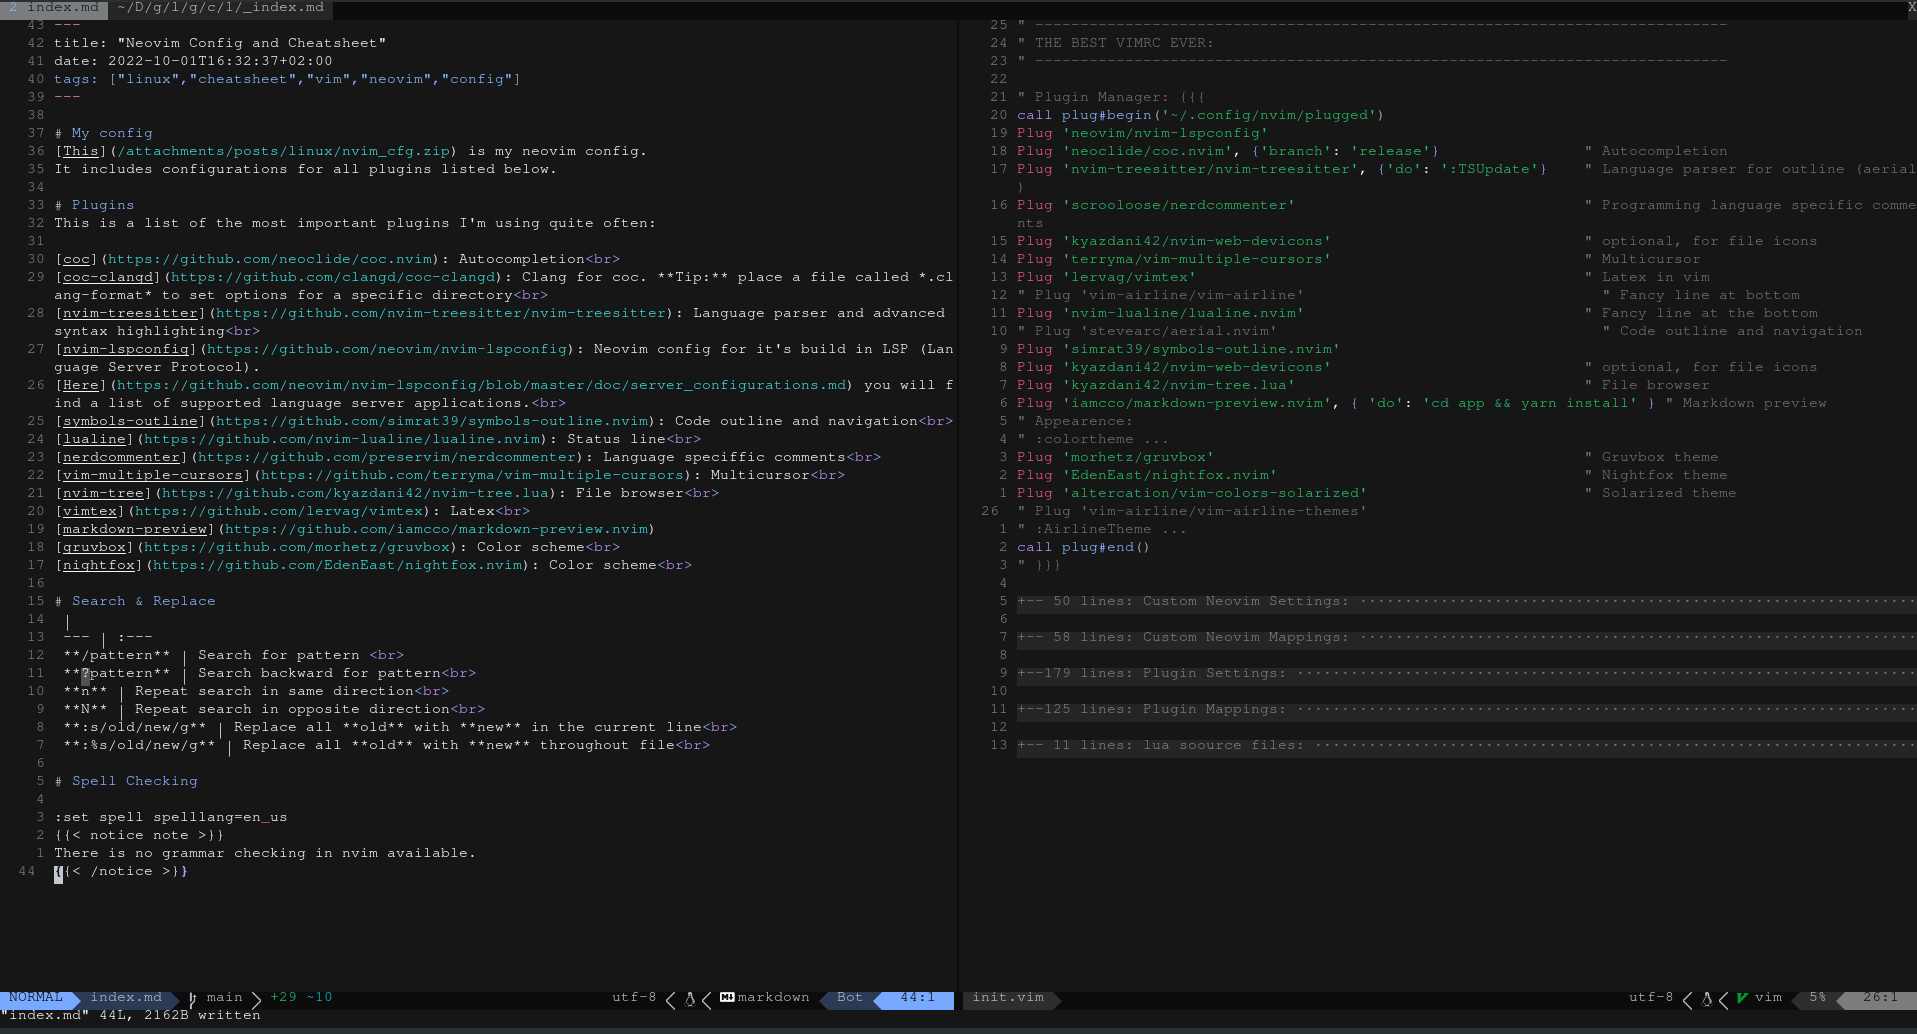 2 index.md  ~/D/g/l/g/c/l/_index.md X
43 ---
42 title: "Neovim Config and Cheatsheet"
41 date: 2022-10-01T16:32:37+02:00
40 tags: ["linux","cheatsheet","vim","neovim","config"]
39 ---
38
37 # My config
36 [This](/attachments/posts/linux/nvim_cfg.zip) is my neovim config.
35 It includes configurations for all plugins listed below.
34
33 # Plugins
32 This is a list of the most important plugins I'm using quite often:
31
30 [coc](https://github.com/neoclide/coc.nvim): Autocompletion<br>
29 [coc-clangd](https://github.com/clangd/coc-clangd): Clang for coc. **Tip:** place a file called *.cl
ang-format* to set options for a specific directory<br>
28 [nvim-treesitter](https://github.com/nvim-treesitter/nvim-treesitter): Language parser and advanced
syntax highlighting<br>
27 [nvim-lspconfig](https://github.com/neovim/nvim-lspconfig): Neovim config for it's build in LSP (Lan
guage Server Protocol).
26 [Here](https://github.com/neovim/nvim-lspconfig/blob/master/doc/server_configurations.md) you will f
ind a list of supported language server applications.<br>
25 [symbols-outline](https://github.com/simrat39/symbols-outline.nvim): Code outline and navigation<br>
24 [lualine](https://github.com/nvim-lualine/lualine.nvim): Status line<br>
23 [nerdcommenter](https://github.com/preservim/nerdcommenter): Language speciffic comments<br>
22 [vim-multiple-cursors](https://github.com/terryma/vim-multiple-cursors): Multicursor<br>
21 [nvim-tree](https://github.com/kyazdani42/nvim-tree.lua): File browser<br>
20 [vimtex](https://github.com/lervag/vimtex): Latex<br>
19 [markdown-preview](https://github.com/iamcco/markdown-preview.nvim)
18 [gruvbox](https://github.com/morhetz/gruvbox): Color scheme<br>
17 [nightfox](https://github.com/EdenEast/nightfox.nvim): Color scheme<br>
16
15 # Search & Replace
14  |
13  --- | :---
12  **/pattern** | Search for pattern <br>
11  **?pattern** | Search backward for pattern<br>
10  **n** | Repeat search in same direction<br>
9  **N** | Repeat search in opposite direction<br>
8  **:s/old/new/g** | Replace all **old** with **new** in the current line<br>
7  **:%s/old/new/g** | Replace all **old** with **new** throughout file<br>
6
5 # Spell Checking
4
3 :set spell spelllang=en_us
2 {{< notice note >}}
1 There is no grammar checking in nvim available.
44 {{< /notice >}}
25 " -----------------------------------------------------------------------------
24 " THE BEST VIMRC EVER:
23 " -----------------------------------------------------------------------------
22
21 " Plugin Manager: {{{
20 call plug#begin('~/.config/nvim/plugged')
19 Plug 'neovim/nvim-lspconfig'
18 Plug 'neoclide/coc.nvim', {'branch': 'release'} " Autocompletion
17 Plug 'nvim-treesitter/nvim-treesitter', {'do': ':TSUpdate'} " Language parser for outline (aerial
)
16 Plug 'scrooloose/nerdcommenter' " Programming language specific comme
nts
15 Plug 'kyazdani42/nvim-web-devicons' " optional, for file icons
14 Plug 'terryma/vim-multiple-cursors' " Multicursor
13 Plug 'lervag/vimtex' " Latex in vim
12 " Plug 'vim-airline/vim-airline' " Fancy line at bottom
11 Plug 'nvim-lualine/lualine.nvim' " Fancy line at the bottom
10 " Plug 'stevearc/aerial.nvim' " Code outline and navigation
9 Plug 'simrat39/symbols-outline.nvim'
8 Plug 'kyazdani42/nvim-web-devicons' " optional, for file icons
7 Plug 'kyazdani42/nvim-tree.lua' " File browser
6 Plug 'iamcco/markdown-preview.nvim', { 'do': 'cd app && yarn install' } " Markdown preview
5 " Appearence:
4 " :colortheme ...
3 Plug 'morhetz/gruvbox' " Gruvbox theme
2 Plug 'EdenEast/nightfox.nvim' " Nightfox theme
1 Plug 'altercation/vim-colors-solarized' " Solarized theme
26 " Plug 'vim-airline/vim-airline-themes'
1 " :AirlineTheme ...
2 call plug#end()
3 " }}}
4
5 +-- 50 lines: Custom Neovim Settings: ······························
6
7 +-- 58 lines: Custom Neovim Mappings: ······························
8
9 +--179 lines: Plugin Settings: ······························
10
11 +--125 lines: Plugin Mappings: ······························
12
13 +-- 11 lines: lua soource files: ······························
NORMAL index.md main +29 ~10 utf-8 markdown Bot 44:1
init.vim utf-8 vim 5% 26:1
"index.md" 44L, 2162B written